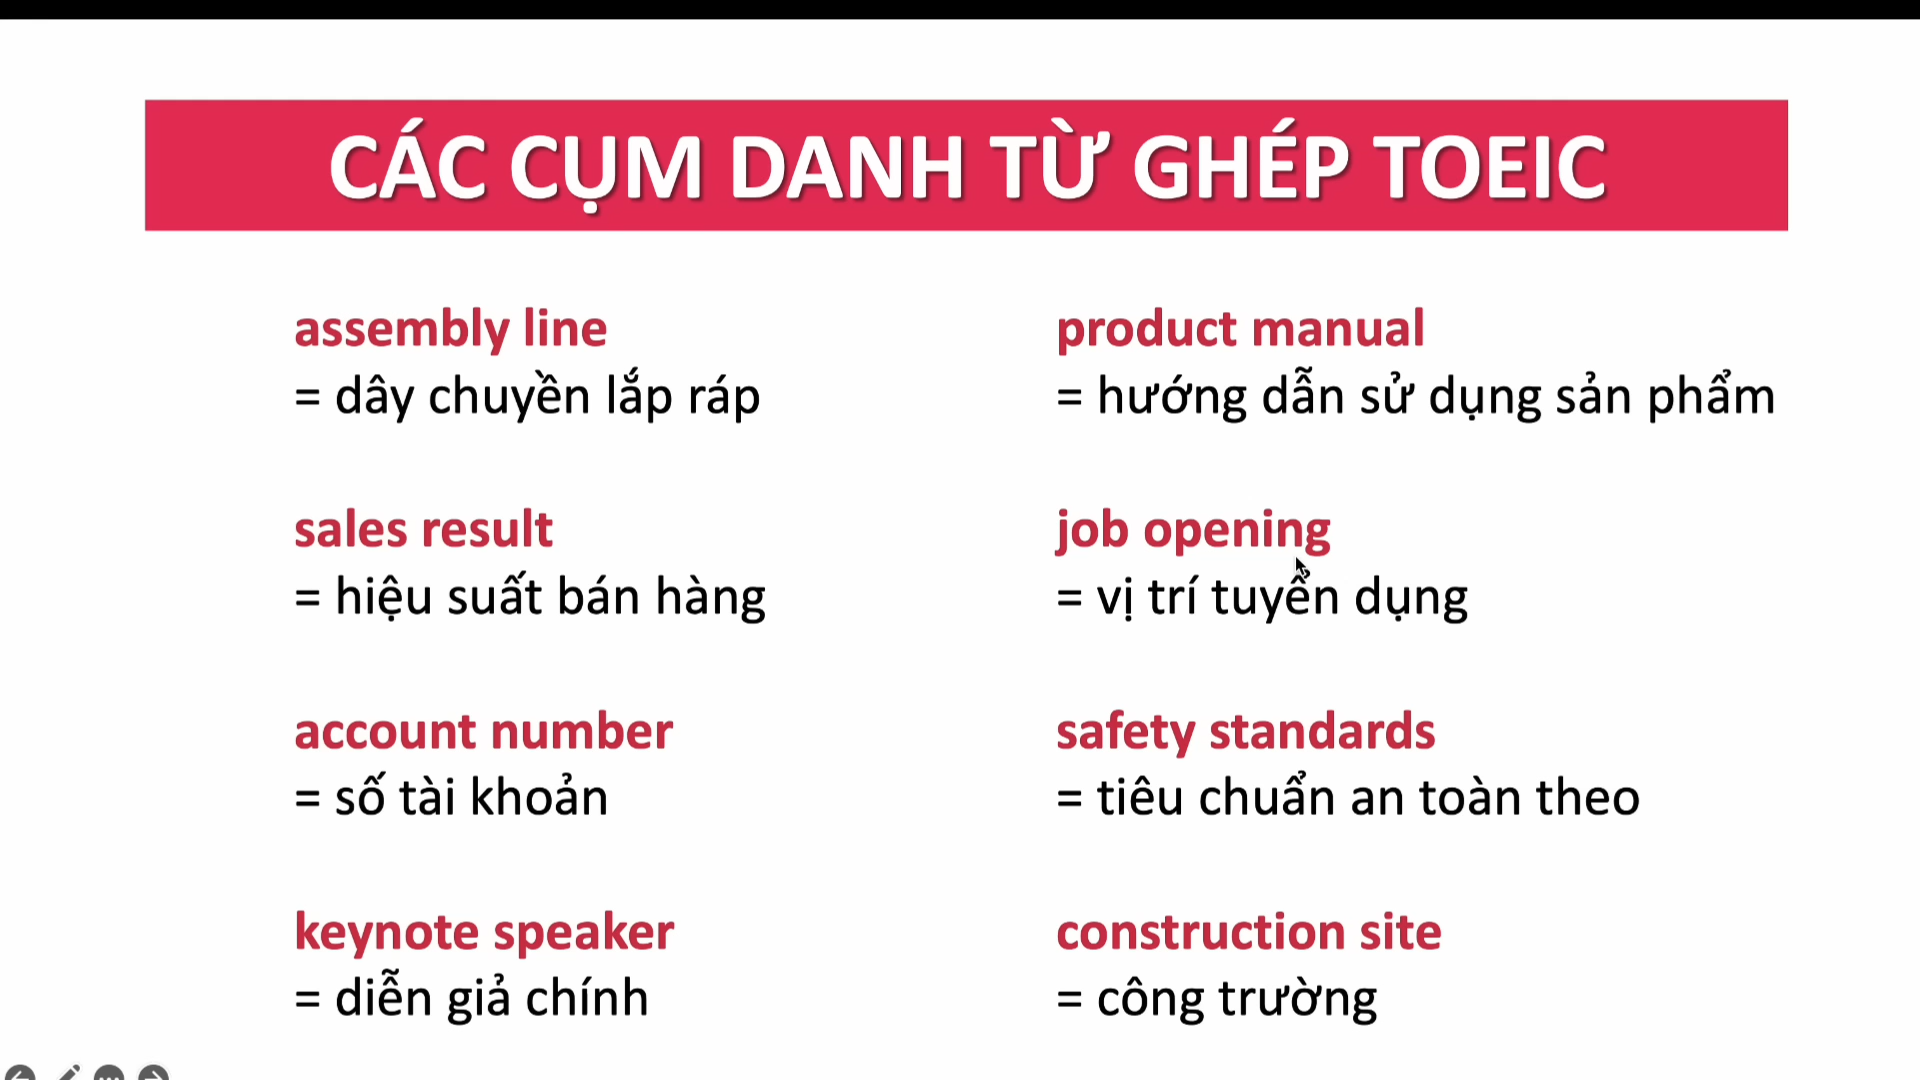 CÁC CỤM DANH TỪ GHÉP TOEIC
assembly line
= dây chuyền lắp ráp
sales result
= hiệu suất bán hàng
account number
= số tài khoản
keynote speaker
= diễn giả chính
product manual
= hướng dẫn sử dụng sản phẩm
job opening
= vị trí tuyển dụng
safety standards
= tiêu chuẩn an toàn theo
construction site
= công trường